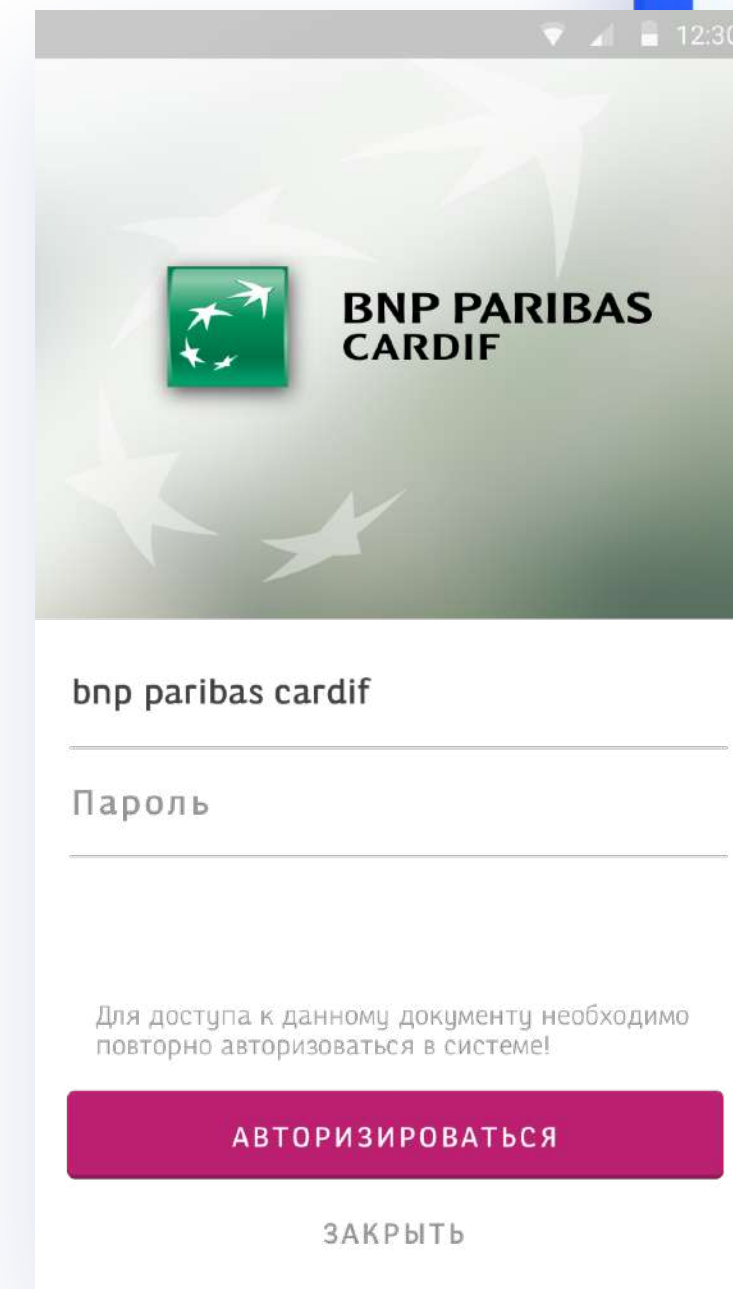 12:30
BNP PARIBAS
CARDIF
bnp paribas cardif
Пароль
Для доступа к данному документу необходимо
повторно авторизоваться в системе!
АВТОРИЗИРОВАТЬСЯ
ЗАКРЫТЬ